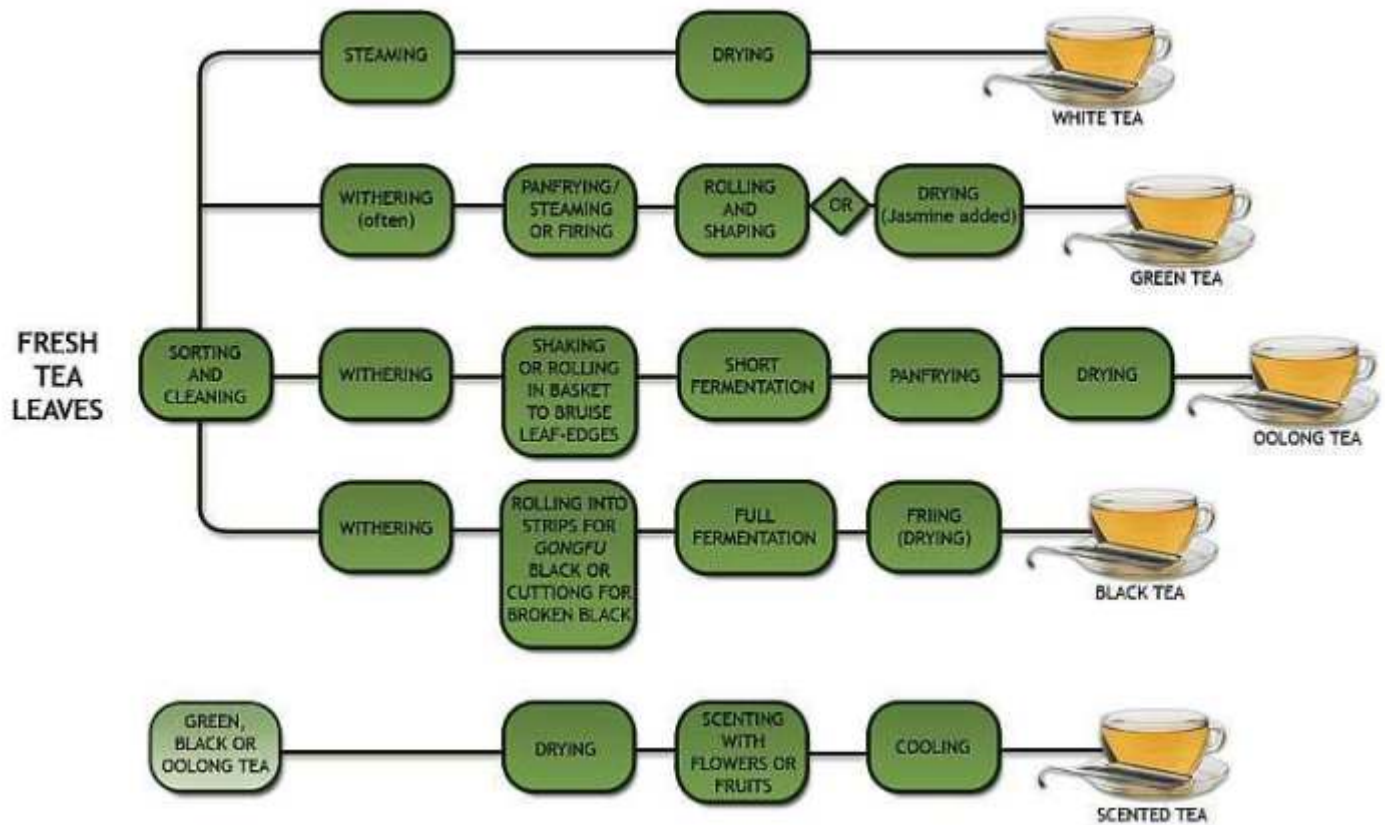 STEAMING
DRYING
WHITE TEA
WITHERING
(often)
PANFRYING/
STEAMING
OR FIRING
ROLLING
AND
SHAPING
OR
DRYING
(Jasmine added)
GREEN TEA
FRESH
TEA
LEAVES
SORTING
AND
CLEANING
WITHERING
SHAKING
OR ROLLING
IN BASKET
TO BRUISE
LEAF-EDGES
SHORT
FERMENTATION
PANFRYING
DRYING
OOLONG TEA
WITHERING
ROLLING INTO
STRIPS FOR
GONGFU
BLACK OR
CUTTIONG FOR
BROKEN BLACK
FULL
FERMENTATION
FRIING
(DRYING)
BLACK TEA
GREEN,
BLACK OR
OOLONG TEA
DRYING
SCENTING
WITH
FLOWERS OR
FRUITS
COOLING
SCENTED TEA